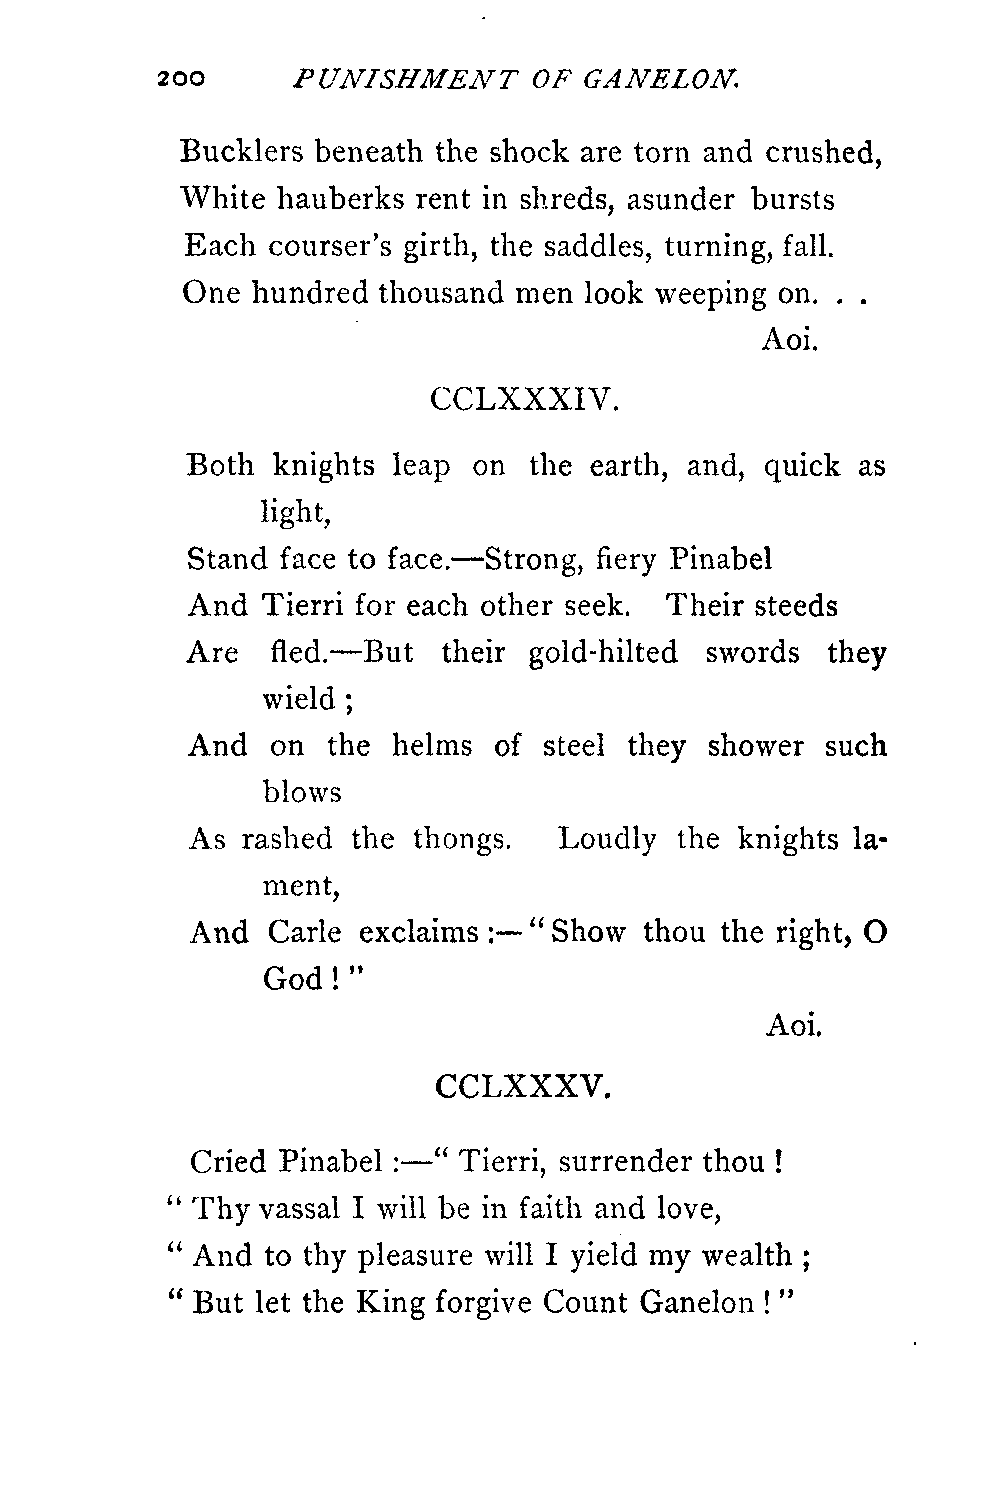 200 PUNISHMENT OF GANELON.
Bucklers beneath the shock are torn and crushed,
White hauberks rent in shreds, asunder bursts
Each courser's girth, the saddles, turning, fall.
One hundred thousand men look weeping on. . .
Aoi.
CCLXXXIV.
Both knights leap on the earth, and, quick as
light,
Stand face to face.—Strong, fiery Pinabel
And Tierri for each other seek. Their steeds
Are fled.—But their gold-hilted swords they
wield ;
And on the helms of steel they shower such
blows
As rashed the thongs. Loudly the knights la-
ment,
And Carle exclaims :— “ Show thou the right, O
God ! ”
Aoi.
CCLXXXV.
Cried Pinabel :—“ Tierri, surrender thou !
“ Thy vassal I will be in faith and love,
“ And to thy pleasure will I yield my wealth ;
“ But let the King forgive Count Ganelon ! ”